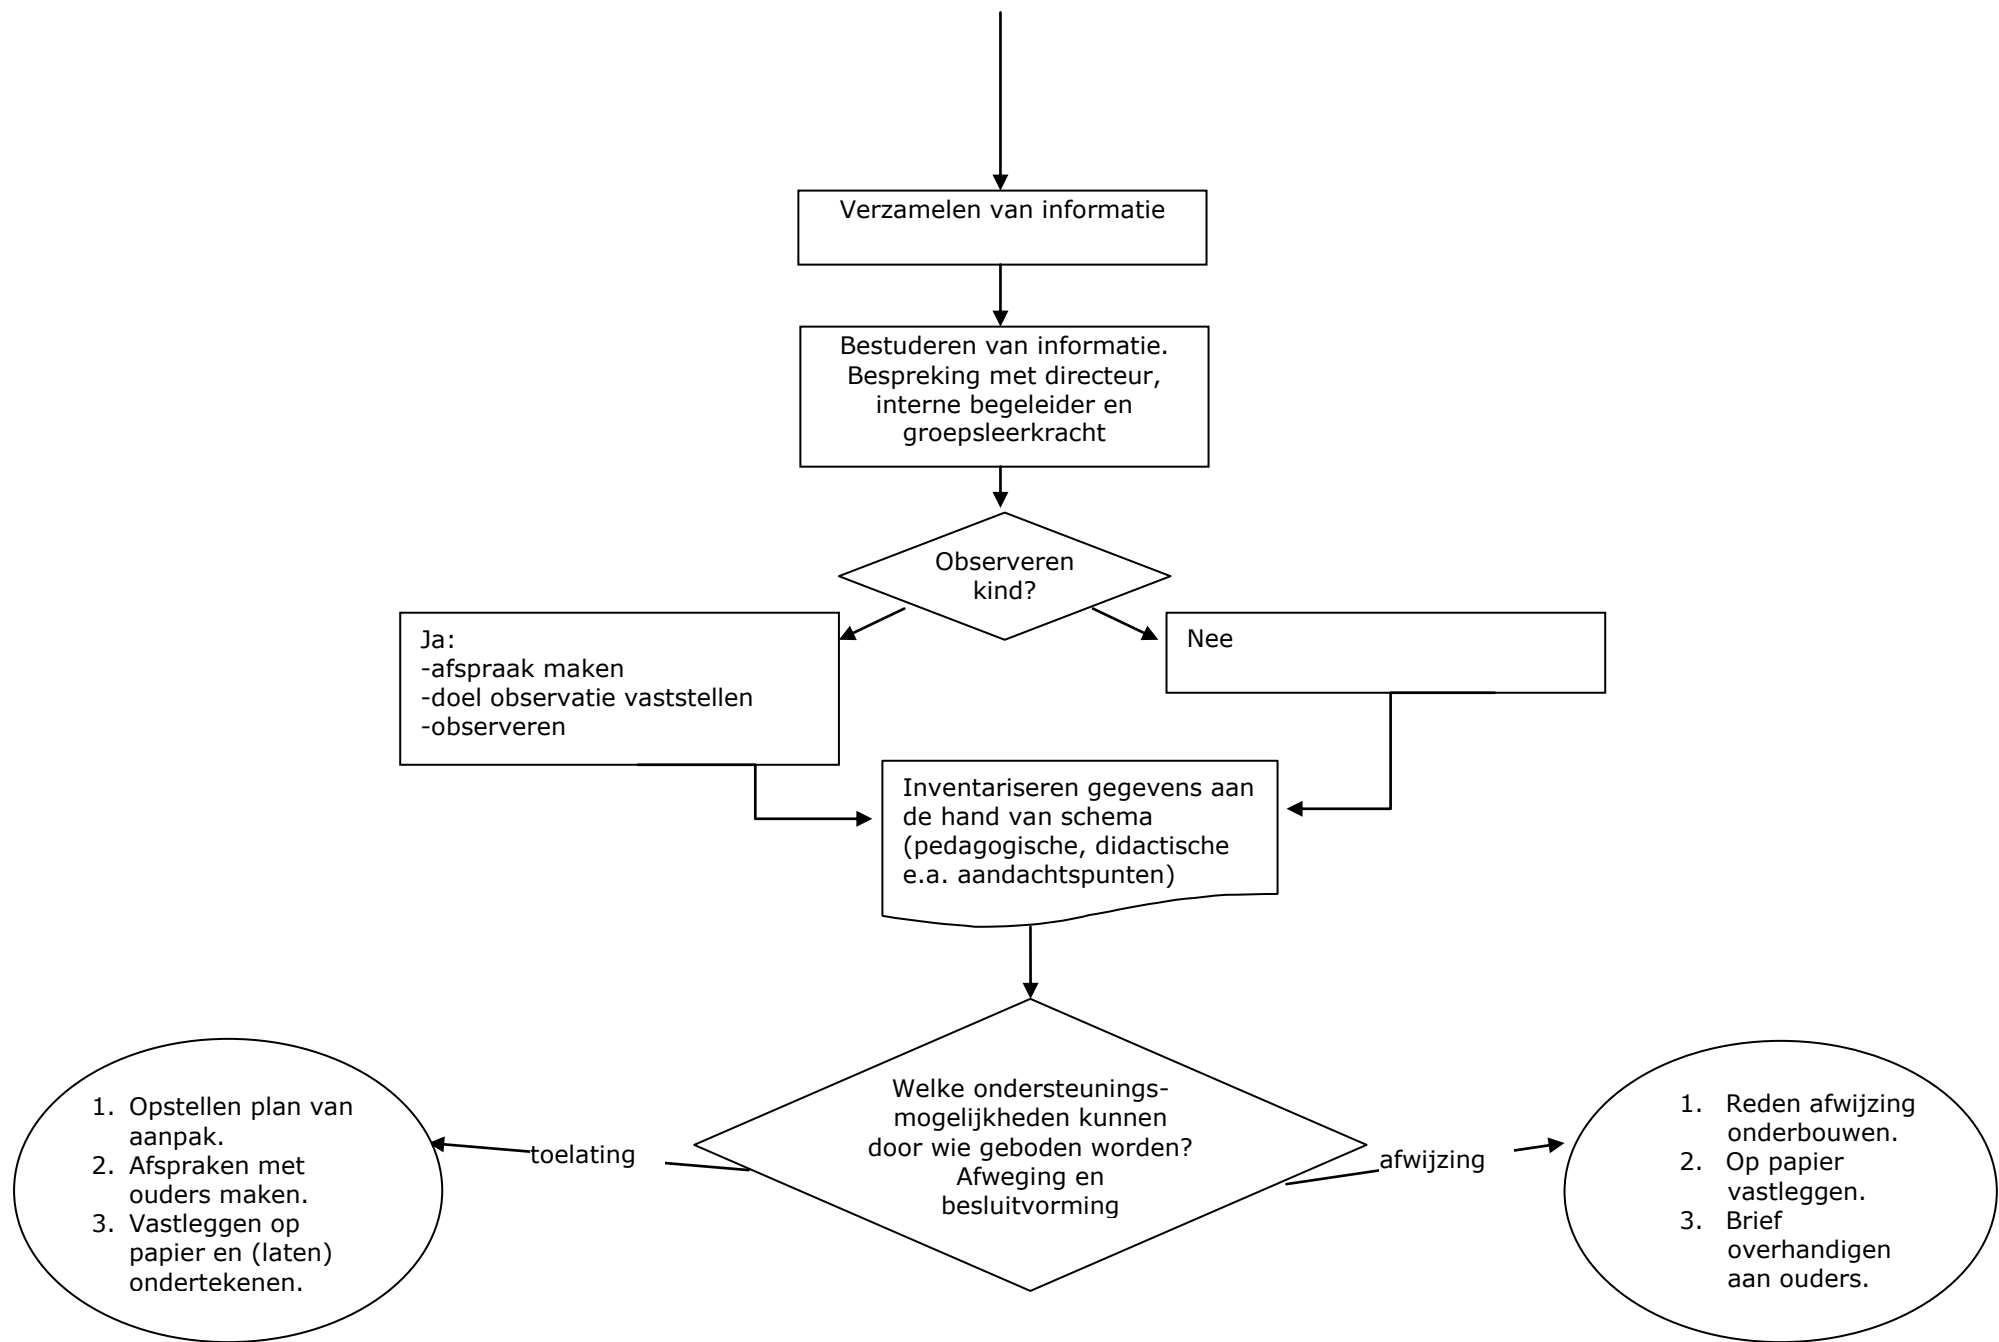 Verzamelen van informatie
Bestuderen van informatie.
Bespreking met directeur,
interne begeleider en
groepsleerkracht
Observeren
kind?
Ja:
-afspraak maken
-doel observatie vaststellen
-observeren
Nee
Inventariseren gegevens aan
de hand van schema
(pedagogische, didactische
e.a. aandachtspunten)
Welke ondersteunings-
mogelijkheden kunnen
door wie geboden worden?
Afweging en
besluitvorming
toelating
afwijzing
1. Opstellen plan van
aanpak.
2. Afspraken met
ouders maken.
3. Vastleggen op
papier en (laten)
ondertekenen.
1. Reden afwijzing
onderbouwen.
2. Op papier
vastleggen.
3. Brief
overhandigen
aan ouders.